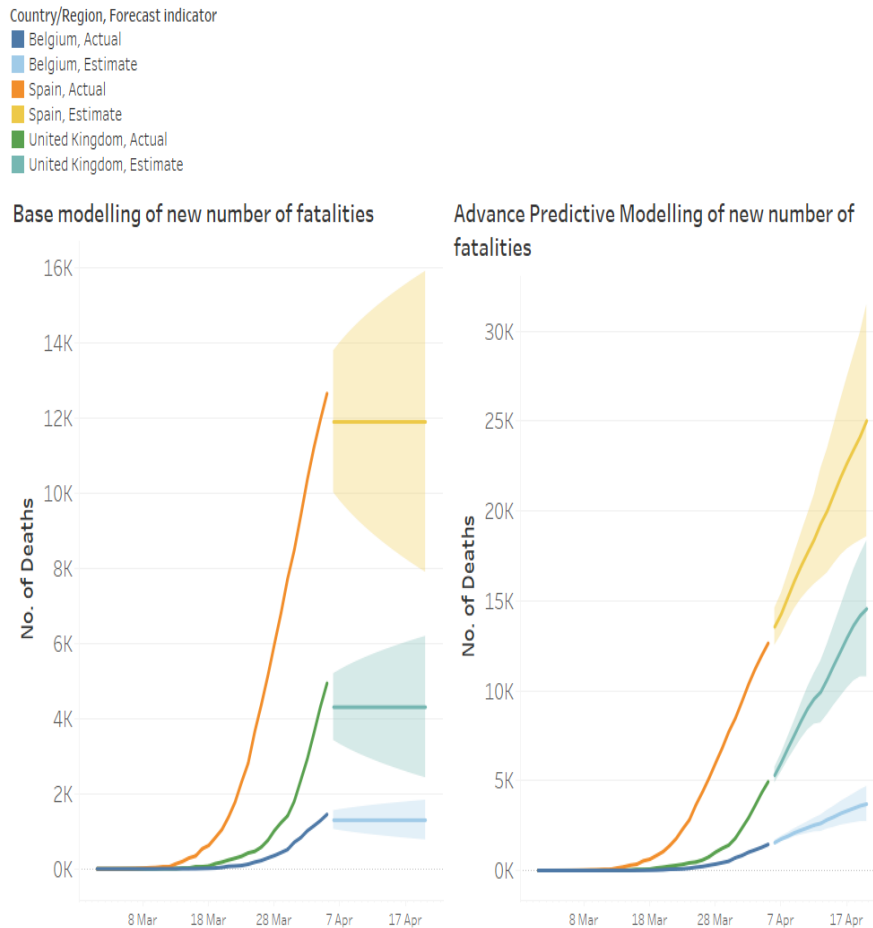 Country/Region, Forecast indicator
Belgium, Actual
Belgium, Estimate
Spain, Actual
Spain, Estimate
United Kingdom, Actual
United Kingdom, Estimate
Base modelling of new number of fatalities
16K
14K
12K
10K
8K
6K
4K
2K
0K
No. of Deaths
8 Mar
18 Mar
28 Mar
7 Apr
17 Apr
Advance Predictive Modelling of new number of
fatalities
30K
25K
20K
15K
10K
5K
0K
No. of Deaths
8 Mar
18 Mar
28 Mar
7 Apr
17 Apr